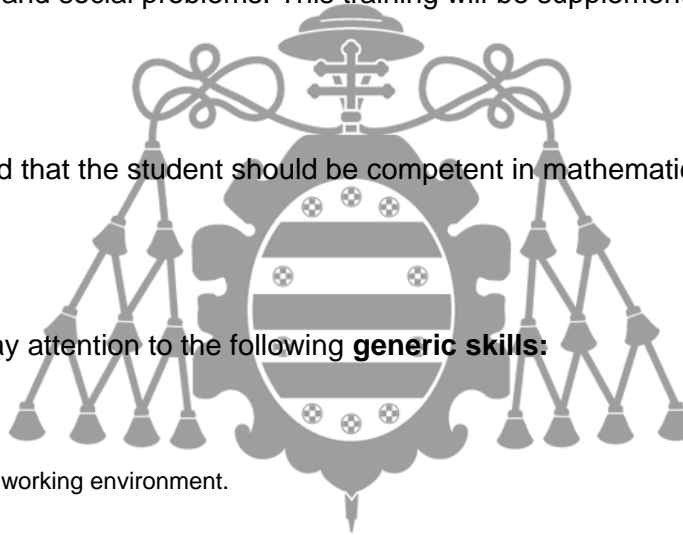 and social problems. This training will be supplemen
d that the student should be competent in mathemati
ay attention to the following generic skills:
working environment.